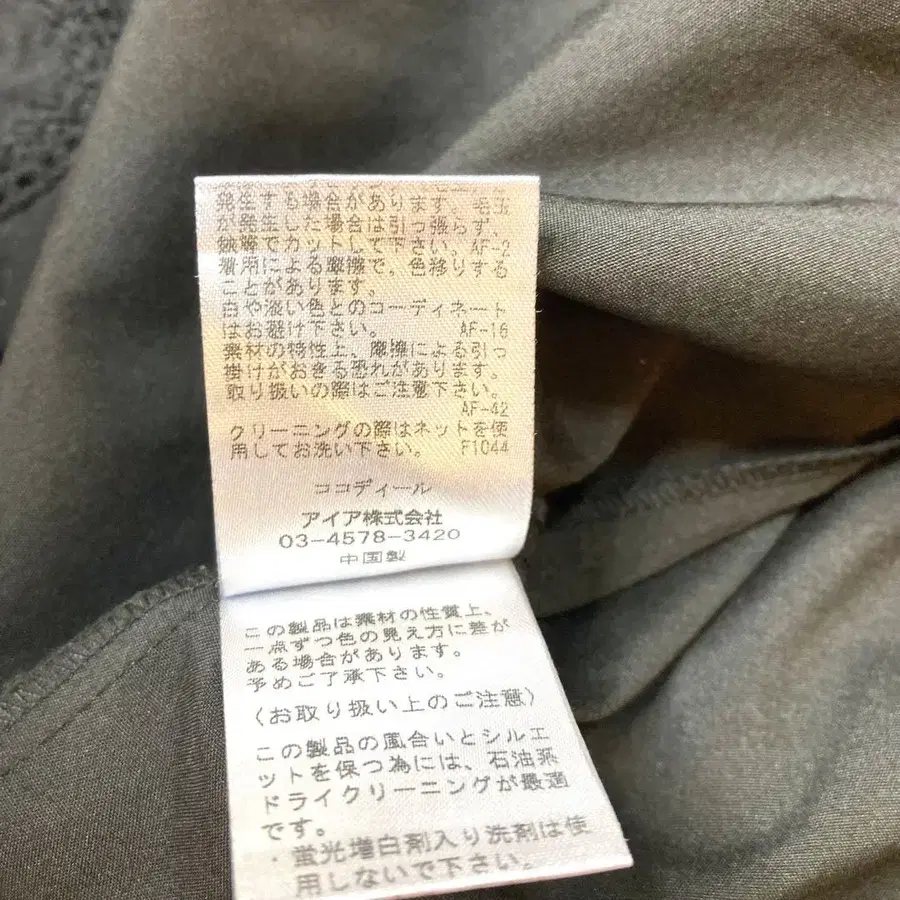 発生する場合があります。毛玉
が発生した場合は引っ張らず、
鋏等でカットして下さい。AF-2
着用による摩擦で、色移りする
ことがあります。
白や淡い色とのコーディネート
はお避け下さい。 AF-16
素材の特性上、摩擦による引っ
掛けがおきる恐れがあります。
取り扱いの際はご注意下さい。
AF-42
クリーニングの際はネットを使
用してお洗い下さい。 F1044
ココディール
アイア株式会社
03-4578-3420
中国製
この製品は素材の性質上、
一点ずつ色の見え方に差が
ある場合があります。
予めご了承下さい。
〈お取り扱い上のご注意〉
この製品の風合いとシルエ
ットを保つ為には、石油系
ドライクリーニングが最適
です。
・蛍光増白剤入り洗剤は使
用しないで下さい。